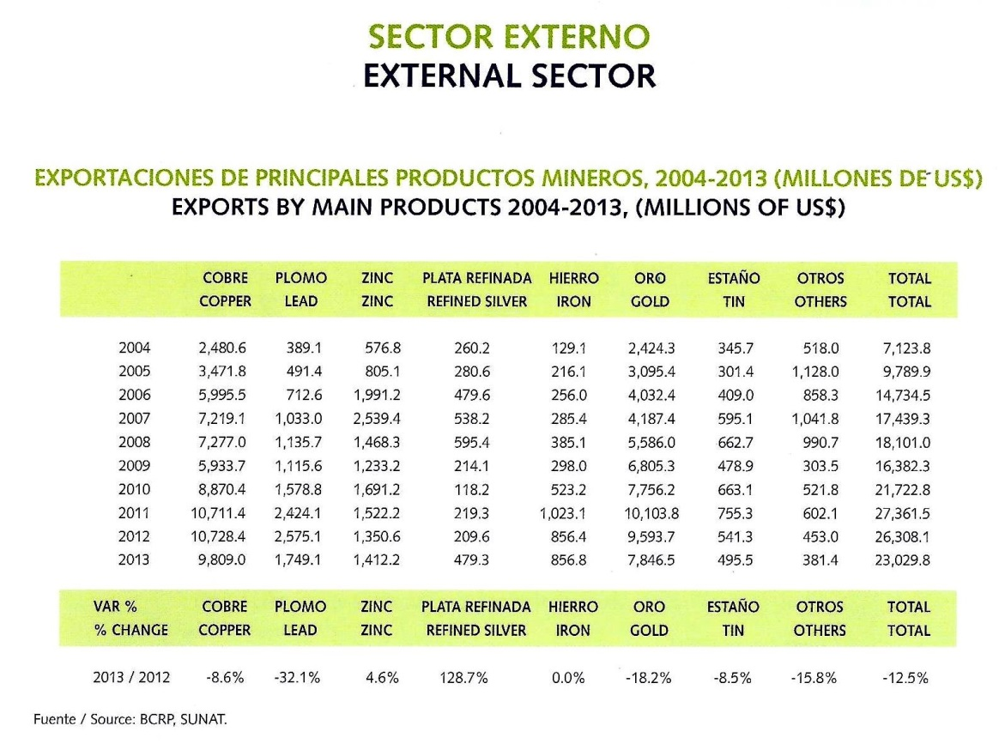 SECTOR EXTERNO
EXTERNAL SECTOR
EXPORTACIONES DE PRINCIPALES PRODUCTOS MINEROS, 2004-2013 (MILLONES DE US$)
EXPORTS BY MAIN PRODUCTS 2004-2013, (MILLIONS OF US$)
COBRE PLOMO ZINC PLATA REFINADA HIERRO ORO ESTAÑO OTROS TOTAL
COPPER LEAD ZINC REFINED SILVER IRON GOLD TIN OTHERS TOTAL
2004 2,480.6 389.1 576.8 260.2 129.1 2,424.3 345.7 518.0 7,123.8
2005 3,471.8 491.4 805.1 280.6 216.1 3,095.4 301.4 1,128.0 9,789.9
2006 5,995.5 712.6 1,991.2 479.6 256.0 4,032.4 409.0 858.3 14,734.5
2007 7,219.1 1,033.0 2,539.4 538.2 285.4 4,187.4 595.1 1,041.8 17,439.3
2008 7,277.0 1,135.7 1,468.3 595.4 385.1 5,586.0 662.7 990.7 18,101.0
2009 5,933.7 1,115.6 1,233.2 214.1 298.0 6,805.3 478.9 303.5 16,382.3
2010 8,870.4 1,578.8 1,691.2 118.2 523.2 7,756.2 663.1 521.8 21,722.8
2011 10,711.4 2,424.1 1,522.2 219.3 1,023.1 10,103.8 755.3 602.1 27,361.5
2012 10,728.4 2,575.1 1,350.6 209.6 856.4 9,593.7 541.3 453.0 26,308.1
2013 9,809.0 1,749.1 1,412.2 479.3 856.8 7,846.5 495.5 381.4 23,029.8
VAR % COBRE PLOMO ZINC PLATA REFINADA HIERRO ORO ESTAÑO OTROS TOTAL
% CHANGE COPPER LEAD ZINC REFINED SILVER IRON GOLD TIN OTHERS TOTAL
2013 / 2012 -8.6% -32.1% 4.6% 128.7% 0.0% -18.2% -8.5% -15.8% -12.5%
Fuente / Source: BCRP, SUNAT.